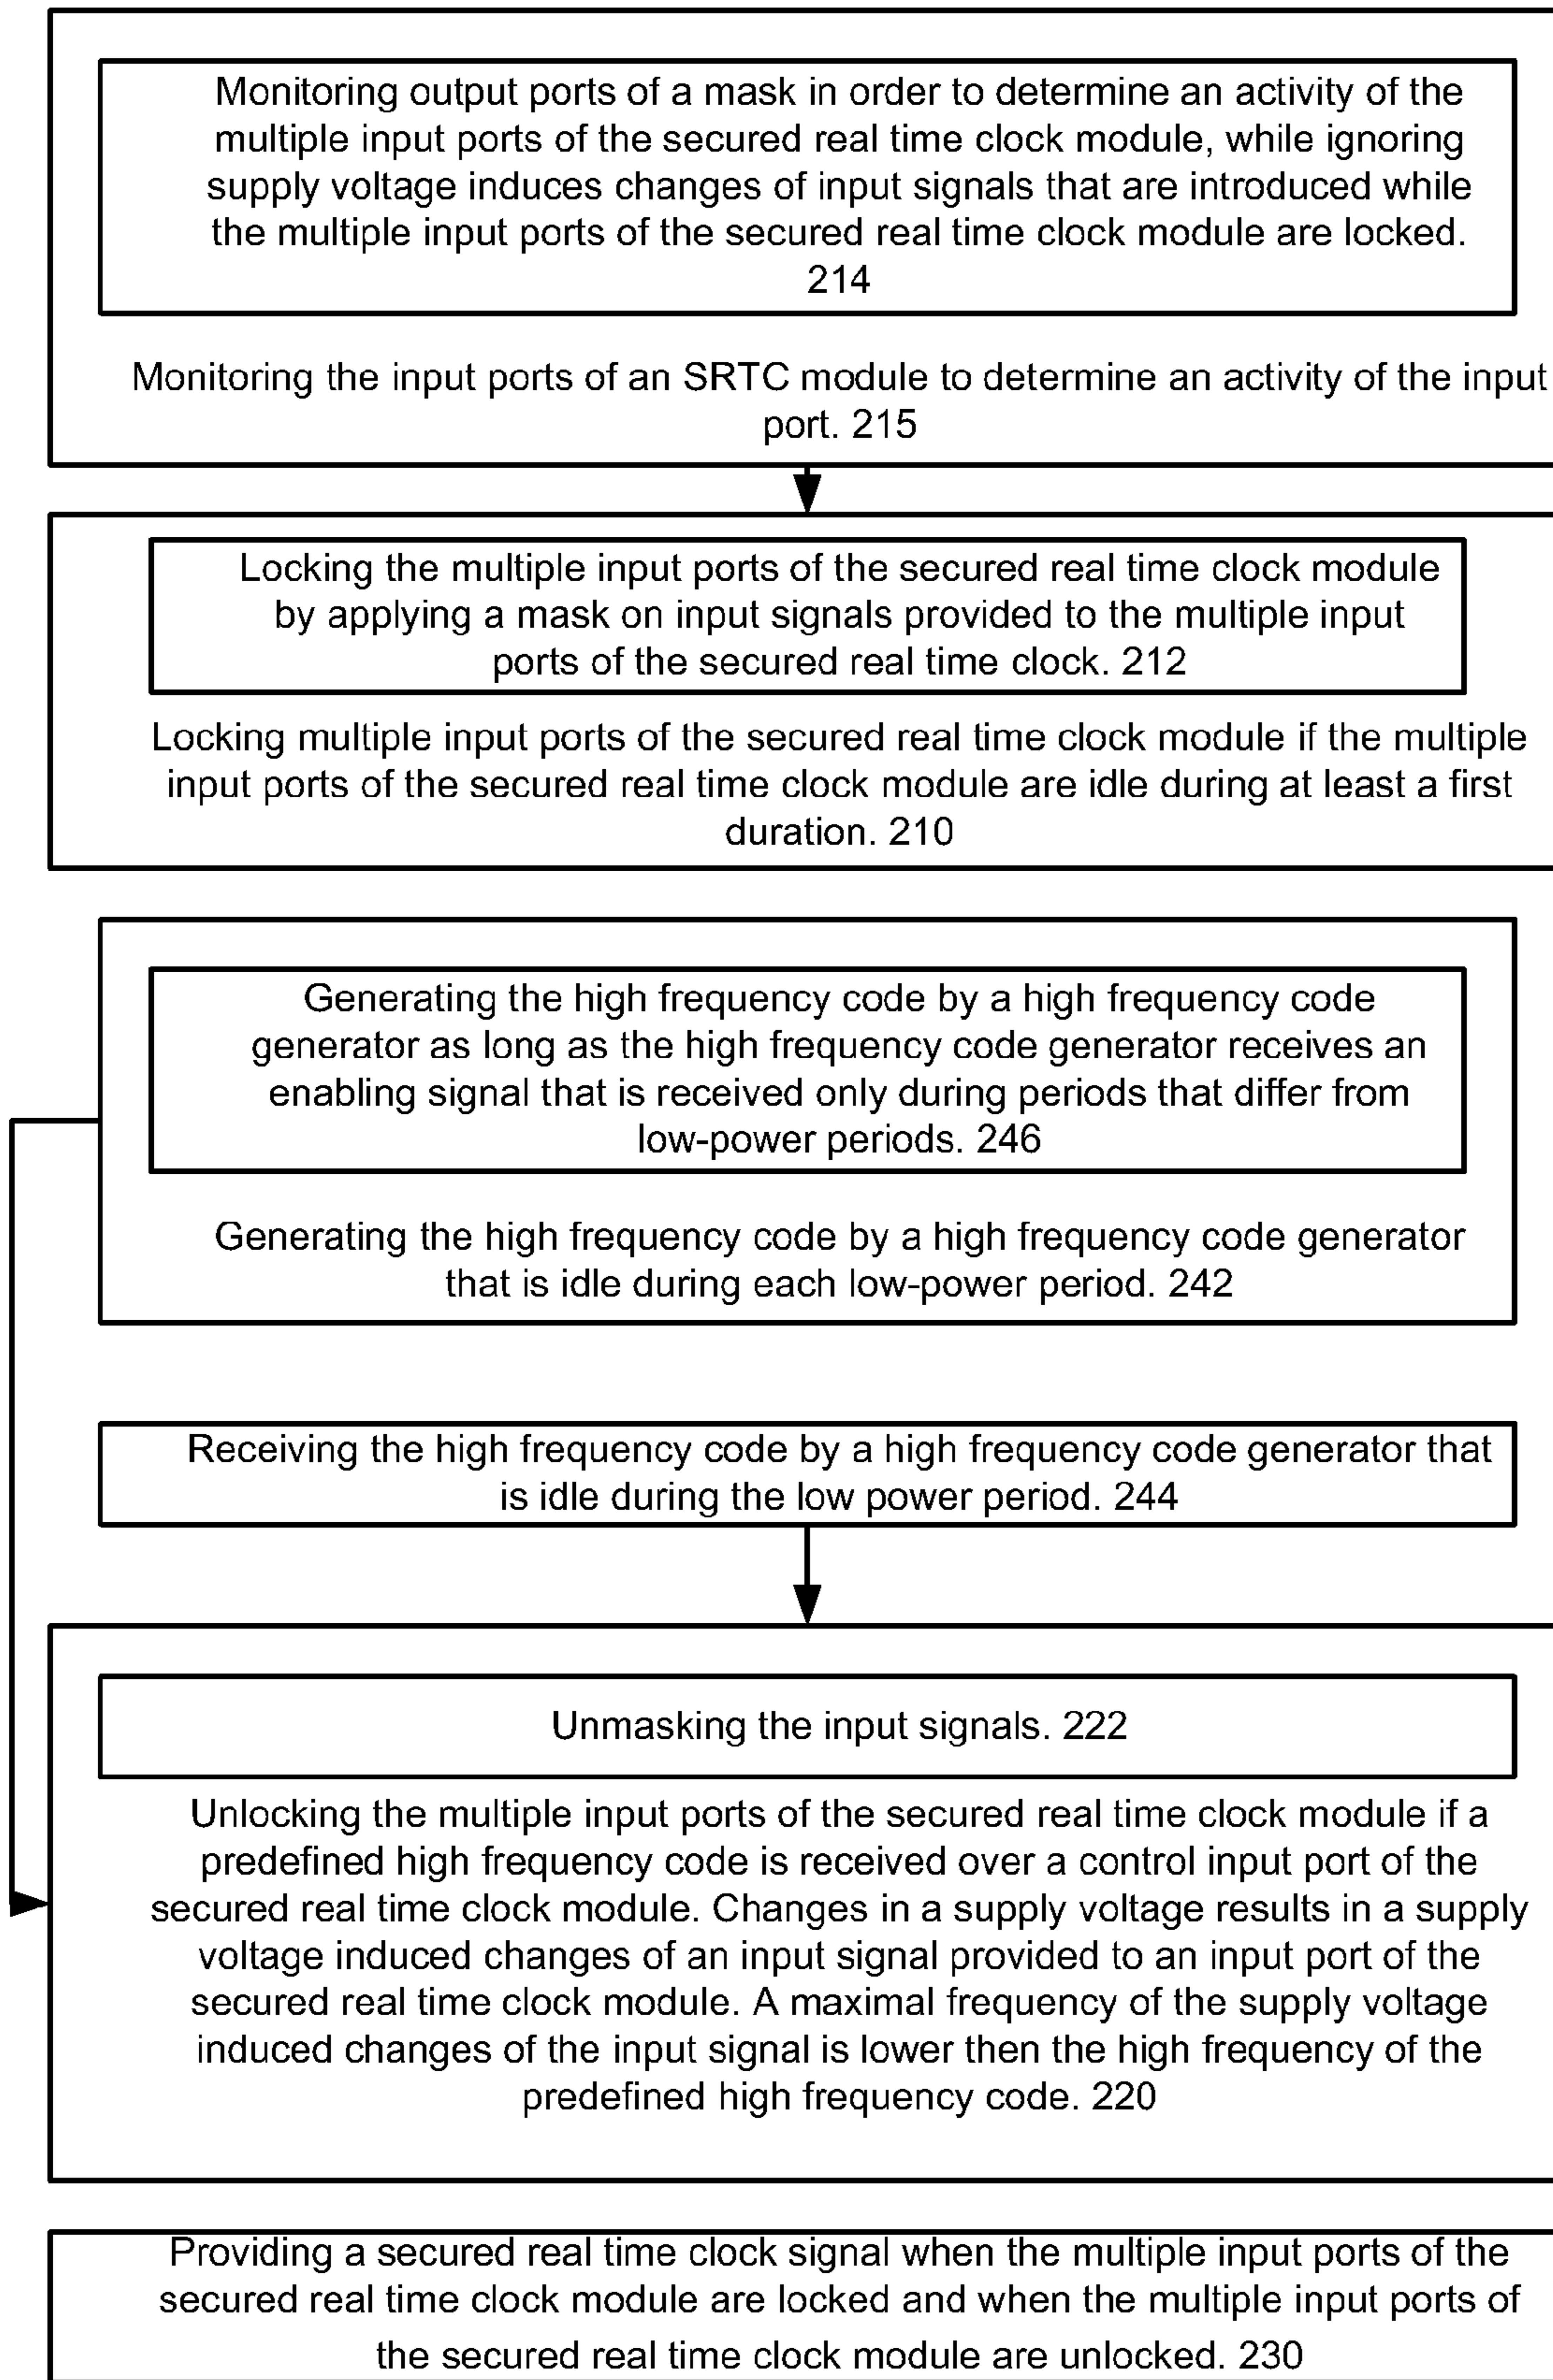 Monitoring output ports of a mask in order to determine an activity of the
multiple input ports of the secured real time clock module, while ignoring
supply voltage induces changes of input signals that are introduced while
the multiple input ports of the secured real time clock module are locked.
214
Monitoring the input ports of an SRTC module to determine an activity of the input
port. 215
Locking the multiple input ports of the secured real time clock module
by applying a mask on input signals provided to the multiple input
ports of the secured real time clock. 212
Locking multiple input ports of the secured real time clock module if the multiple
input ports of the secured real time clock module are idle during at least a first
duration. 210
Generating the high frequency code by a high frequency code
generator as long as the high frequency code generator receives an
enabling signal that is received only during periods that differ from
low-power periods. 246
Generating the high frequency code by a high frequency code generator
that is idle during each low-power period. 242
Receiving the high frequency code by a high frequency code generator that
is idle during the low power period. 244
Unmasking the input signals. 222
Unlocking the multiple input ports of the secured real time clock module if a
predefined high frequency code is received over a control input port of the
secured real time clock module. Changes in a supply voltage results in a supply
voltage induced changes of an input signal provided to an input port of the
secured real time clock module. A maximal frequency of the supply voltage
induced changes of the input signal is lower then the high frequency of the
predefined high frequency code. 220
Providing a secured real time clock signal when the multiple input ports of the
secured real time clock module are locked and when the multiple input ports of
the secured real time clock module are unlocked. 230